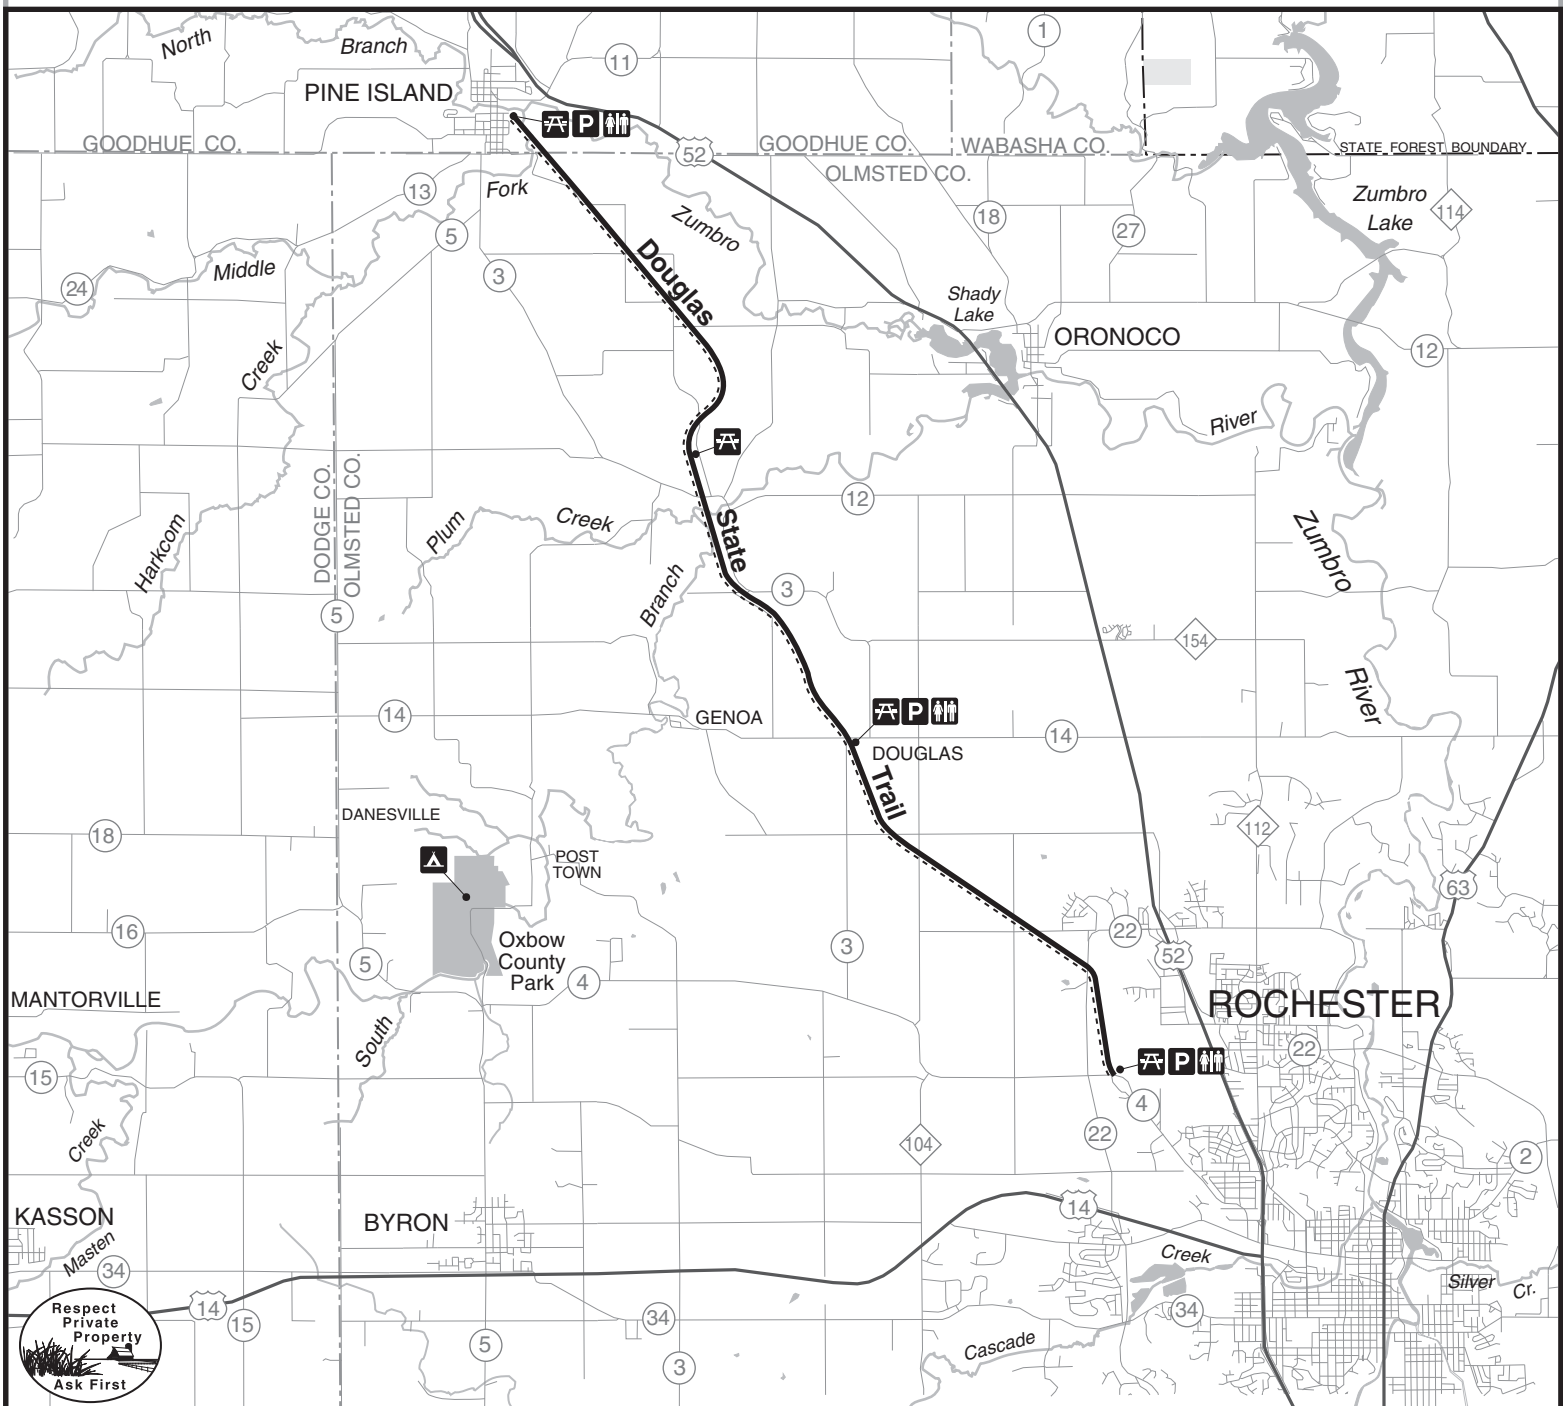 North
Branch
1
11
PINE ISLAND
P
GOODHUE CO.
52
GOODHUE CO.
WABASHA CO.
STATE FOREST BOUNDARY
OLMSTED CO.
13
Fork
Zumbro
Lake
114
18
27
5
Zumbro
Middle
3
24
Douglas
Shady
Lake
ORONOCO
12
Creek
River
DODGE CO.
OLMSTED CO.
12
Plum
Creek
State
Harkcom
Zumbro
Branch
3
5
154
River
14
GENOA
P
14
DOUGLAS
Trail
DANESVILLE
18
112
POST
TOWN
63
16
22
Oxbow
County
Park
3
5
52
4
MANTORVILLE
ROCHESTER
South
22
15
P
4
22
Creek
104
2
KASSON
BYRON
14
Masten
34
Creek
Silver
Cr.
14
15
34
34
Cascade
5
3
Respect
Private
Property
Ask First